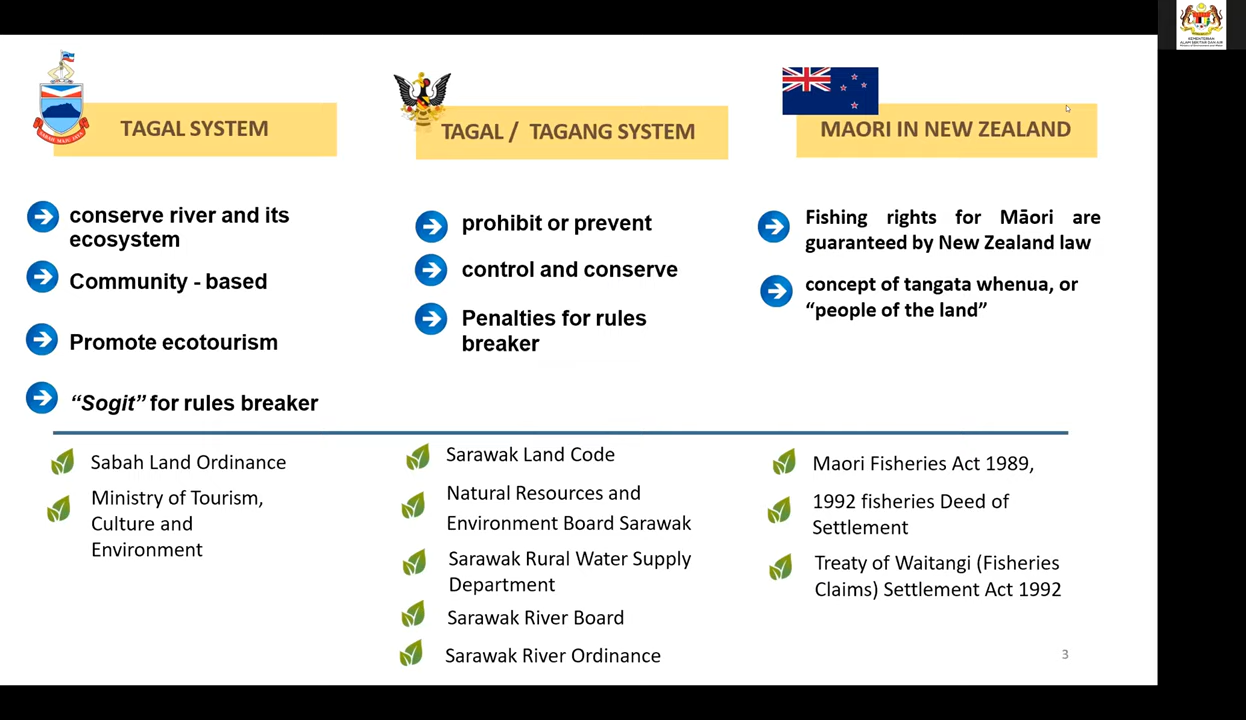 TAGAL SYSTEM
conserve river and its
ecosystem
Community - based
Promote ecotourism
“Sogit” for rules breaker
Sabah Land Ordinance
Ministry of Tourism,
Culture and
Environment
TAGAL / TAGANG SYSTEM
prohibit or prevent
control and conserve
Penalties for rules
breaker
Sarawak Land Code
Natural Resources and
Environment Board Sarawak
Sarawak Rural Water Supply
Department
Sarawak River Board
Sarawak River Ordinance
MAORI IN NEW ZEALAND
Fishing rights for Māori are
guaranteed by New Zealand law
concept of tangata whenua, or
“people of the land”
Maori Fisheries Act 1989,
1992 fisheries Deed of
Settlement
Treaty of Waitangi (Fisheries
Claims) Settlement Act 1992
3